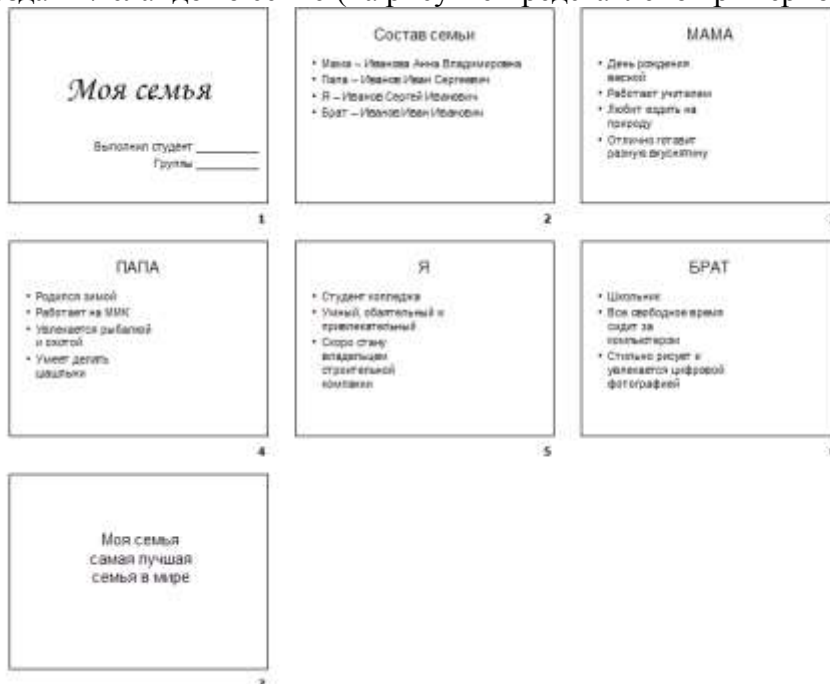 Моя семья
Выполнил студент __________
Группы __________
1
Состав семьи
• Мама – Иванова Анна Владимировна
• Папа – Иванов Иван Сергеевич
• Я – Иванов Сергей Иванович
• Брат – Иванов Иван Иванович
2
МАМА
• День рождения
весной
• Работает учителем
• Любит ездить на
природу
• Отлично готовит
разную вкуснятину
ПАПА
• Родился зимой
• Работает на ММК
• Увлекается рыбалкой
и охотой
• Умеет делать
шашлыки
4
Я
• Студент колледжа
• Умный, обаятельный и
привлекательный
• Скоро стану
владельцем
строительной
компании
5
БРАТ
• Школьник
• Все свободное время
сидит за
компьютером
• Стильно рисует и
увлекается цифровой
фотографией
Моя семья
самая лучшая
семья в мире